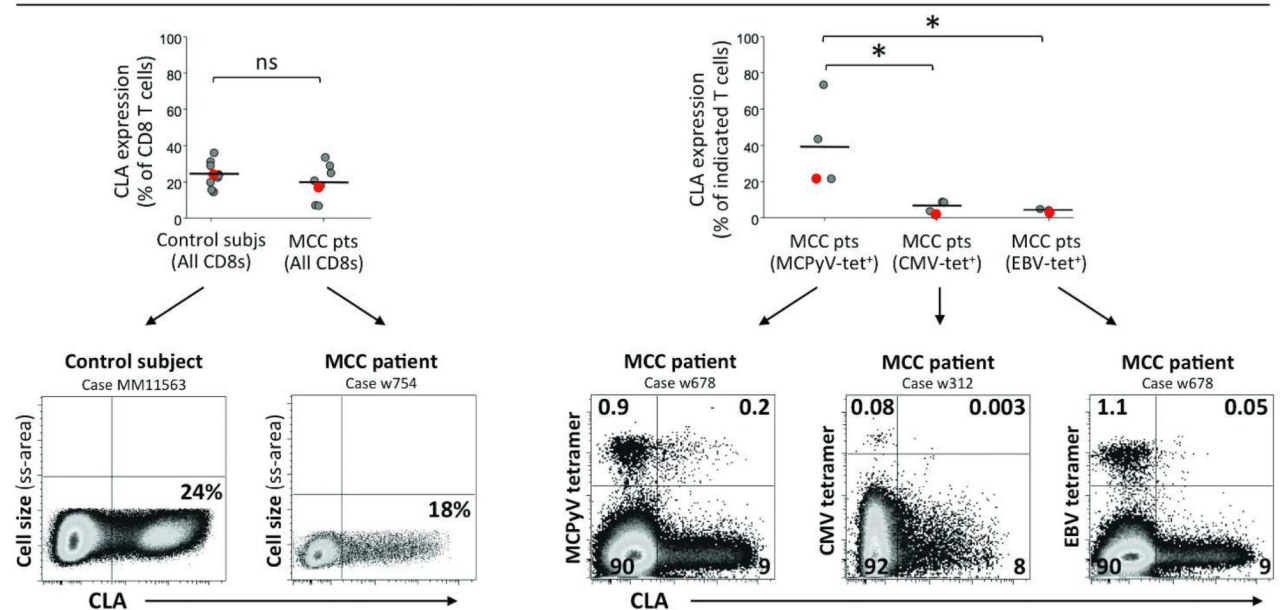 CLA expression
(% of CD8 T cells)
100
80
60
40
20
0
ns
Control subjs
(All CD8s)
MCC pts
(All CD8s)
CLA expression
(% of indicated T cells)
100
80
60
40
20
0
*
*
MCC pts
(MCPyV-tet⁺)
MCC pts
(CMV-tet⁺)
MCC pts
(EBV-tet⁺)
Control subject
Case MM11563
Cell size (ss-area)
24%
MCC patient
Case w754
Cell size (ss-area)
18%
CLA
MCC patient
Case w678
MCPyV tetramer
0.9 0.2
90 9
MCC patient
Case w312
CMV tetramer
0.08 0.003
92 8
MCC patient
Case w678
EBV tetramer
1.1 0.05
90 9
CLA